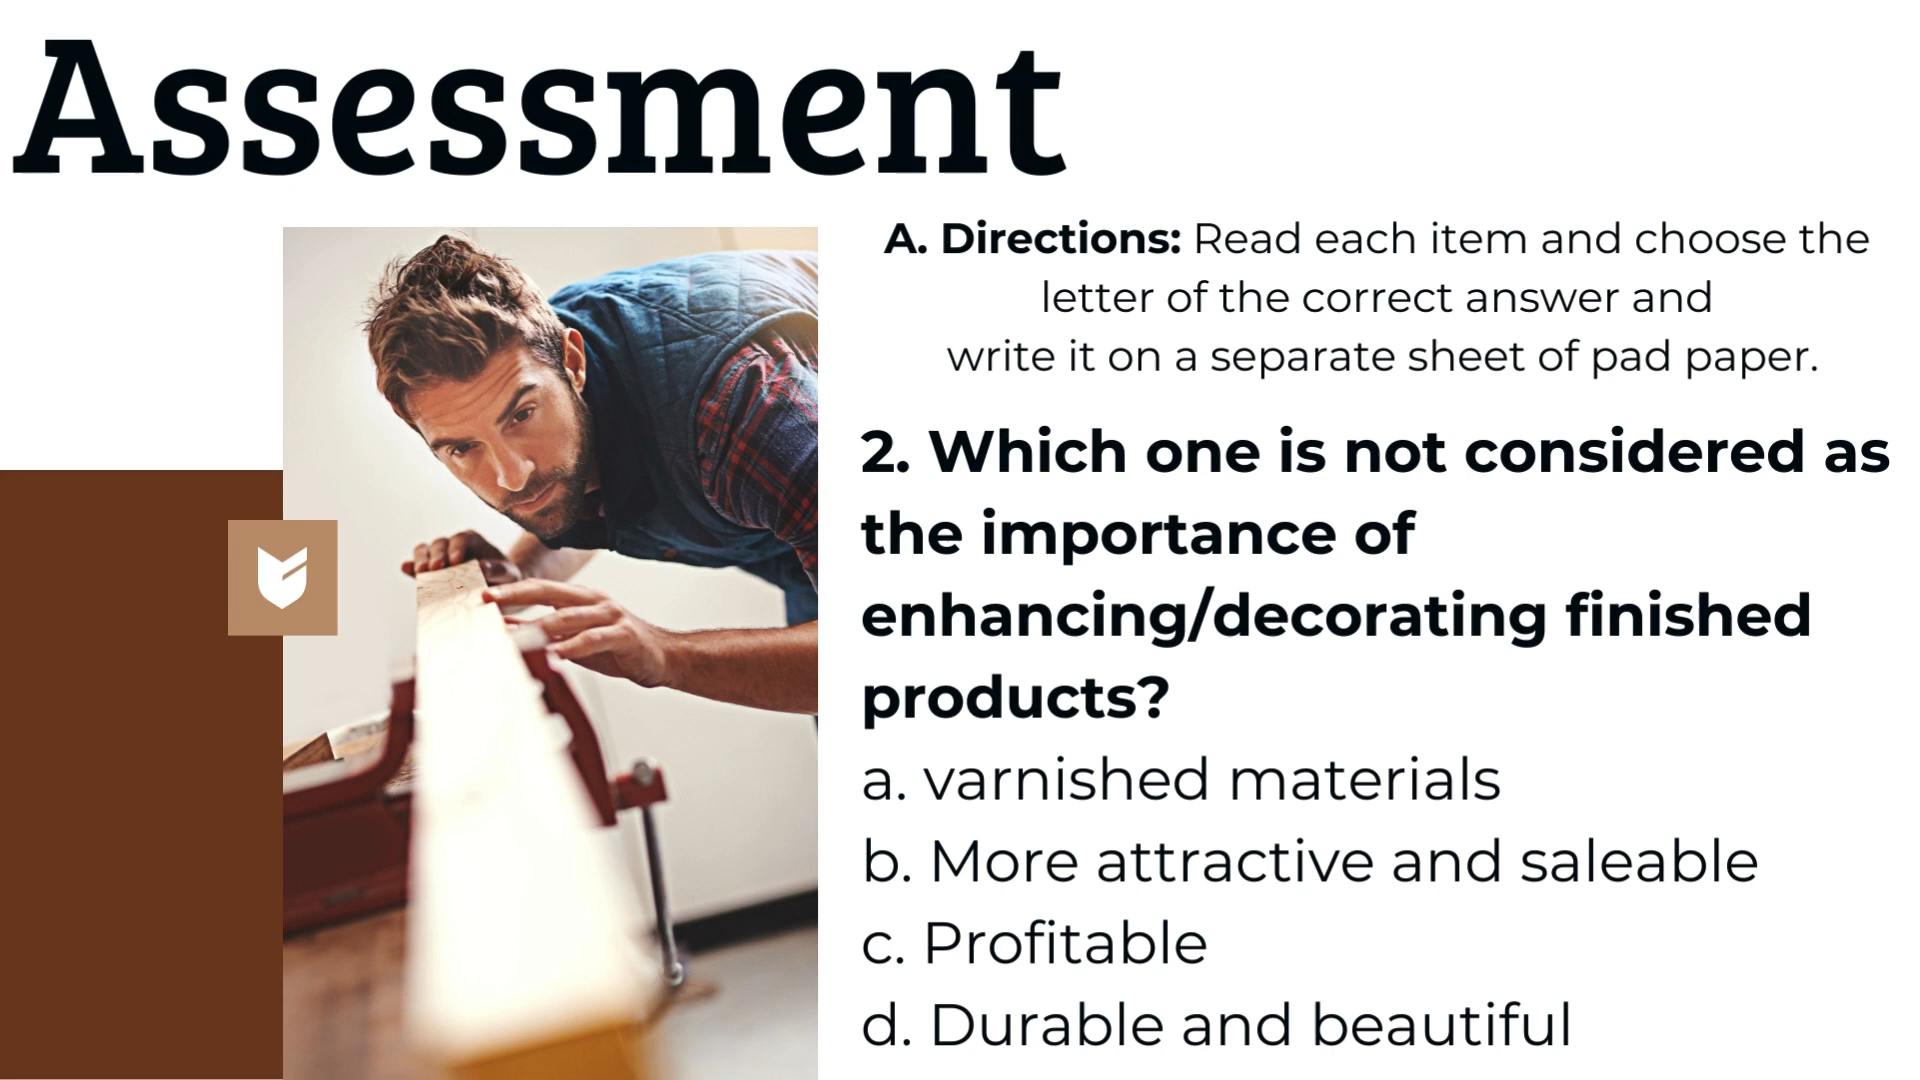 Assessment
A. Directions: Read each item and choose the
letter of the correct answer and
write it on a separate sheet of pad paper.
2. Which one is not considered as
the importance of
enhancing/decorating finished
products?
a. varnished materials
b. More attractive and saleable
c. Profitable
d. Durable and beautiful